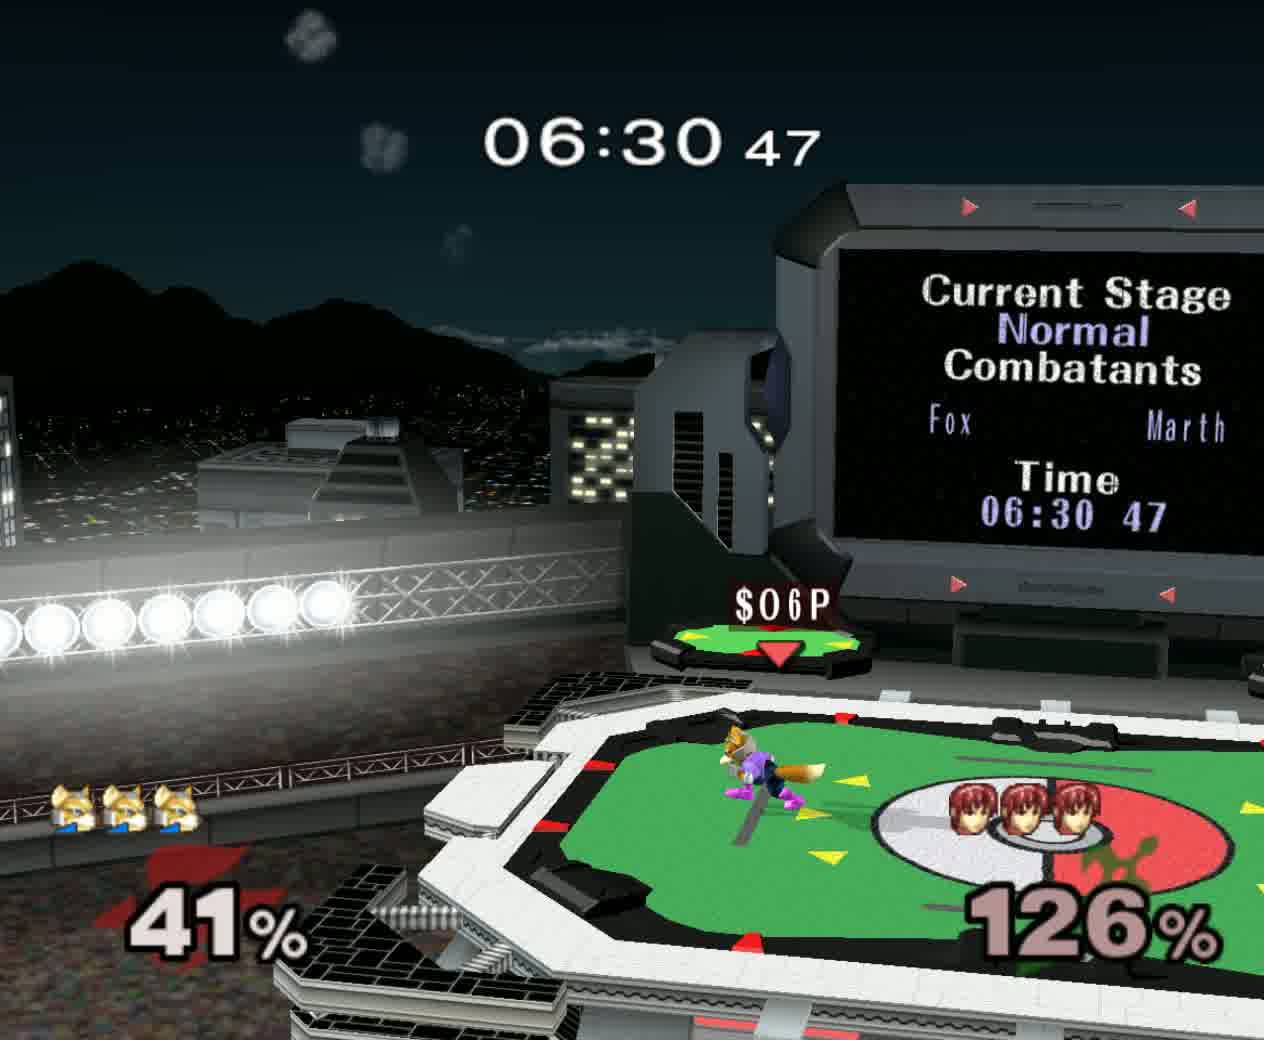 06:30 47
Current Stage
Normal
Combatants
Fox Marth
Time
06:30 47
$06P
41% 126%